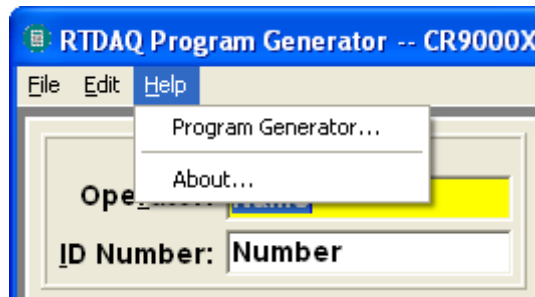 RTDAQ Program Generator -- CR9000X
File Edit Help
Program Generator...
About...
ID Number: Number